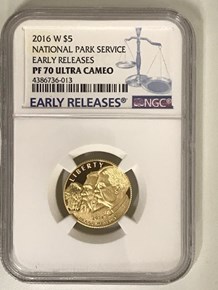 2016 W $5
NATIONAL PARK SERVICE
EARLY RELEASES
PF 70 ULTRA CAMEO
4386736-013
EARLY RELEASES®
NGC®
LIBERTY